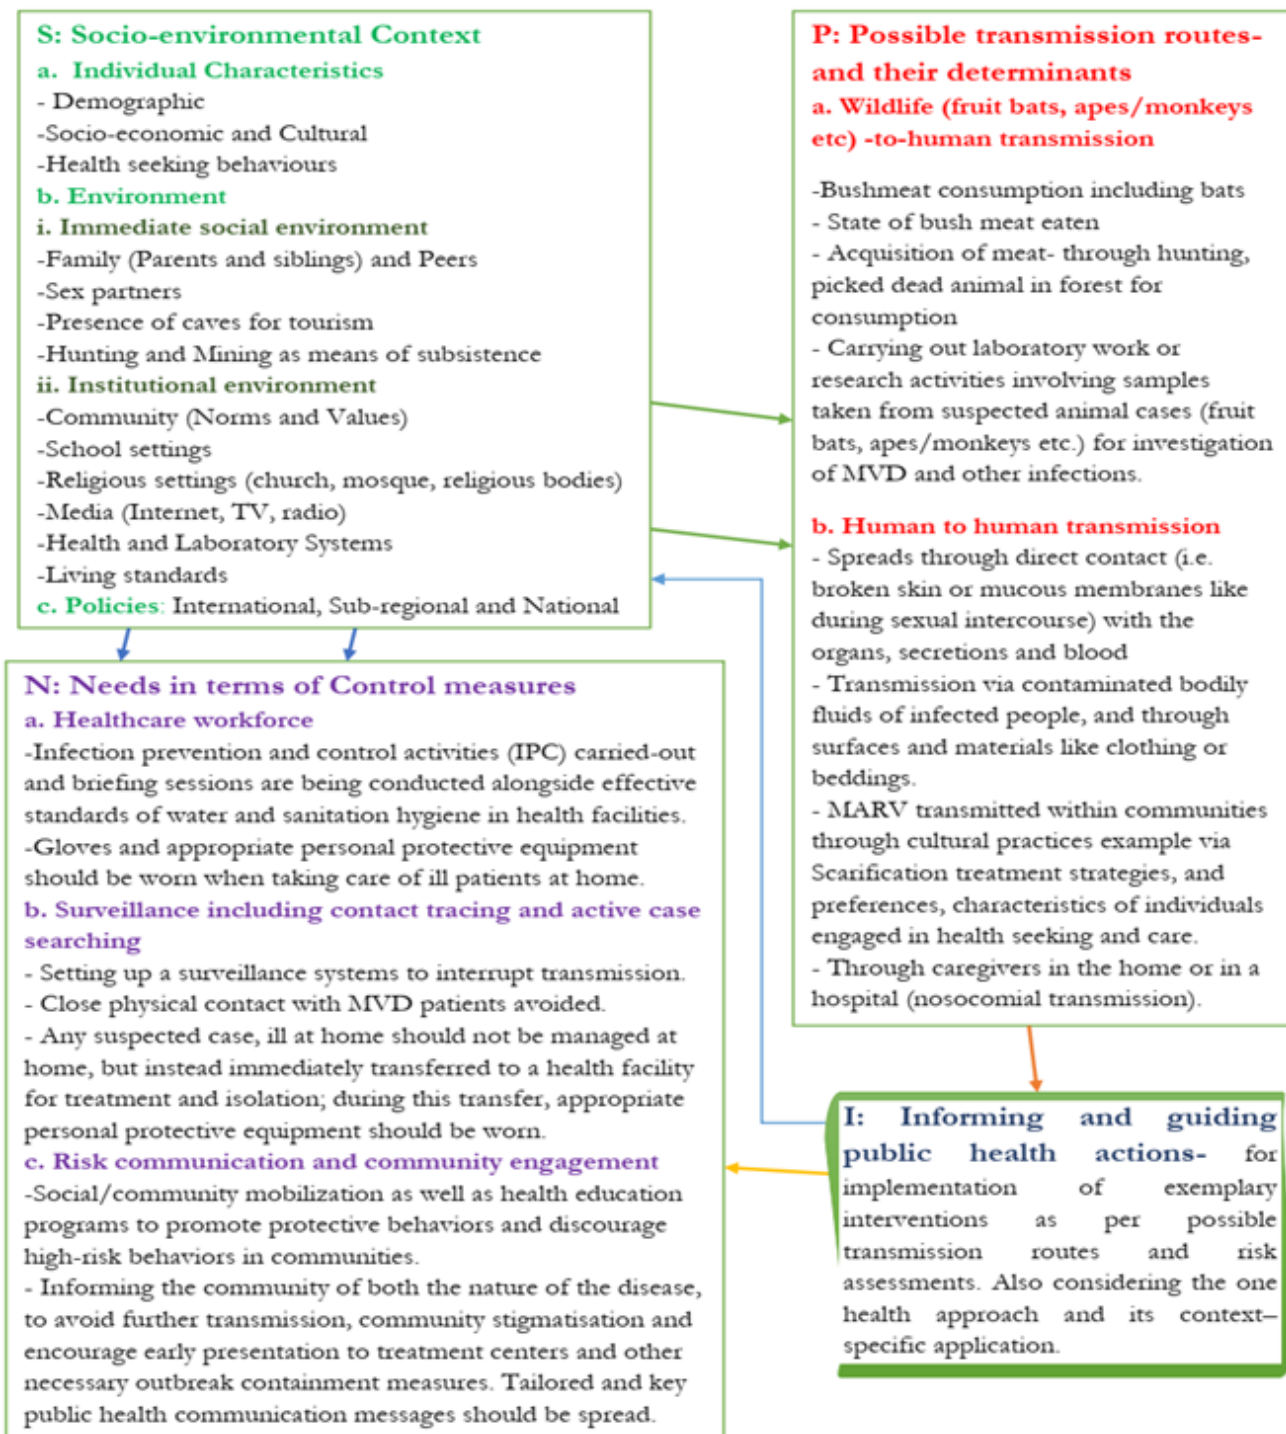 S: Socio-environmental Context
a. Individual Characteristics
- Demographic
-Socio-economic and Cultural
-Health seeking behaviours
b. Environment
i. Immediate social environment
-Family (Parents and siblings) and Peers
-Sex partners
-Presence of caves for tourism
-Hunting and Mining as means of subsistence
ii. Institutional environment
-Community (Norms and Values)
-School settings
-Religious settings (church, mosque, religious bodies)
-Media (Internet, TV, radio)
-Health and Laboratory Systems
-Living standards
c. Policies: International, Sub-regional and National
N: Needs in terms of Control measures
a. Healthcare workforce
-Infection prevention and control activities (IPC) carried-out
and briefing sessions are being conducted alongside effective
standards of water and sanitation hygiene in health facilities.
-Gloves and appropriate personal protective equipment
should be worn when taking care of ill patients at home.
b. Surveillance including contact tracing and active case
searching
- Setting up a surveillance systems to interrupt transmission.
- Close physical contact with MVD patients avoided.
- Any suspected case, ill at home should not be managed at
home, but instead immediately transferred to a health facility
for treatment and isolation; during this transfer, appropriate
personal protective equipment should be worn.
c. Risk communication and community engagement
-Social/community mobilization as well as health education
programs to promote protective behaviors and discourage
high-risk behaviors in communities.
- Informing the community of both the nature of the disease,
to avoid further transmission, community stigmatisation and
encourage early presentation to treatment centers and other
necessary outbreak containment measures. Tailored and key
public health communication messages should be spread.
P: Possible transmission routes-
and their determinants
a. Wildlife (fruit bats, apes/monkeys
etc) -to-human transmission
-Bushmeat consumption including bats
- State of bush meat eaten
- Acquisition of meat- through hunting,
picked dead animal in forest for
consumption
- Carrying out laboratory work or
research activities involving samples
taken from suspected animal cases (fruit
bats, apes/monkeys etc.) for investigation
of MVD and other infections.
b. Human to human transmission
- Spreads through direct contact (i.e.
broken skin or mucous membranes like
during sexual intercourse) with the
organs, secretions and blood
- Transmission via contaminated bodily
fluids of infected people, and through
surfaces and materials like clothing or
beddings.
- MARV transmitted within communities
through cultural practices example via
Scarification treatment strategies, and
preferences, characteristics of individuals
engaged in health seeking and care.
- Through caregivers in the home or in a
hospital (nosocomial transmission).
I: Informing and guiding
public health actions- for
implementation of exemplary
interventions as per possible
transmission routes and risk
assessments. Also considering the one
health approach and its context–
specific application.